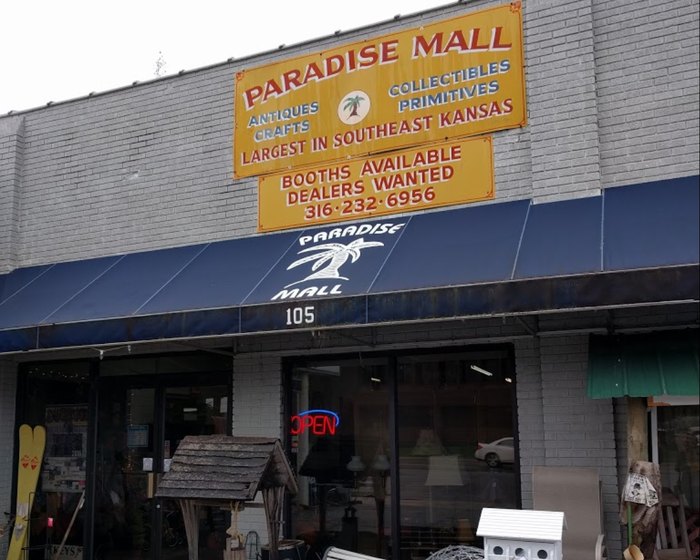 PARADISE MALL
ANTIQUES
CRAFTS
COLLECTIBLES
PRIMITIVES
LARGEST IN SOUTHEAST KANSAS
BOOTHS AVAILABLE
DEALERS WANTED
316·232·6956
PARADISE
MALL
105
OPEN
KEYS